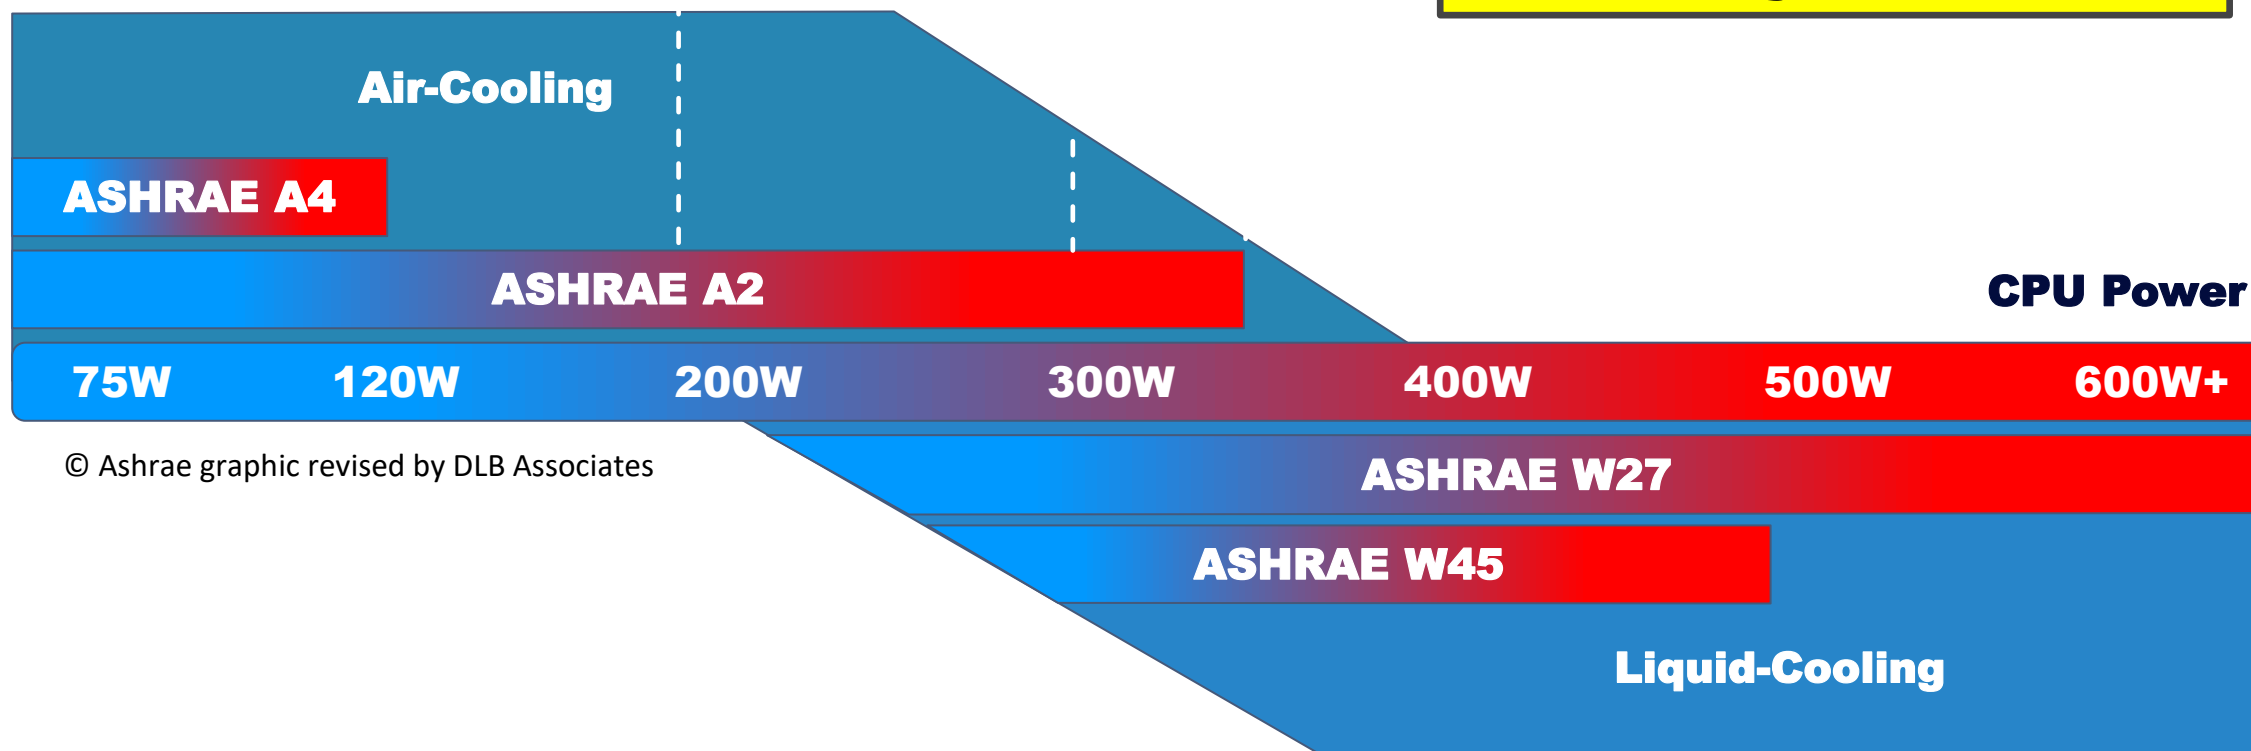 Air-Cooling
ASHRAE A4
ASHRAE A2
CPU Power
75W 120W 200W 300W 400W 500W 600W+
© Ashrae graphic revised by DLB Associates
ASHRAE W27
ASHRAE W45
Liquid-Cooling